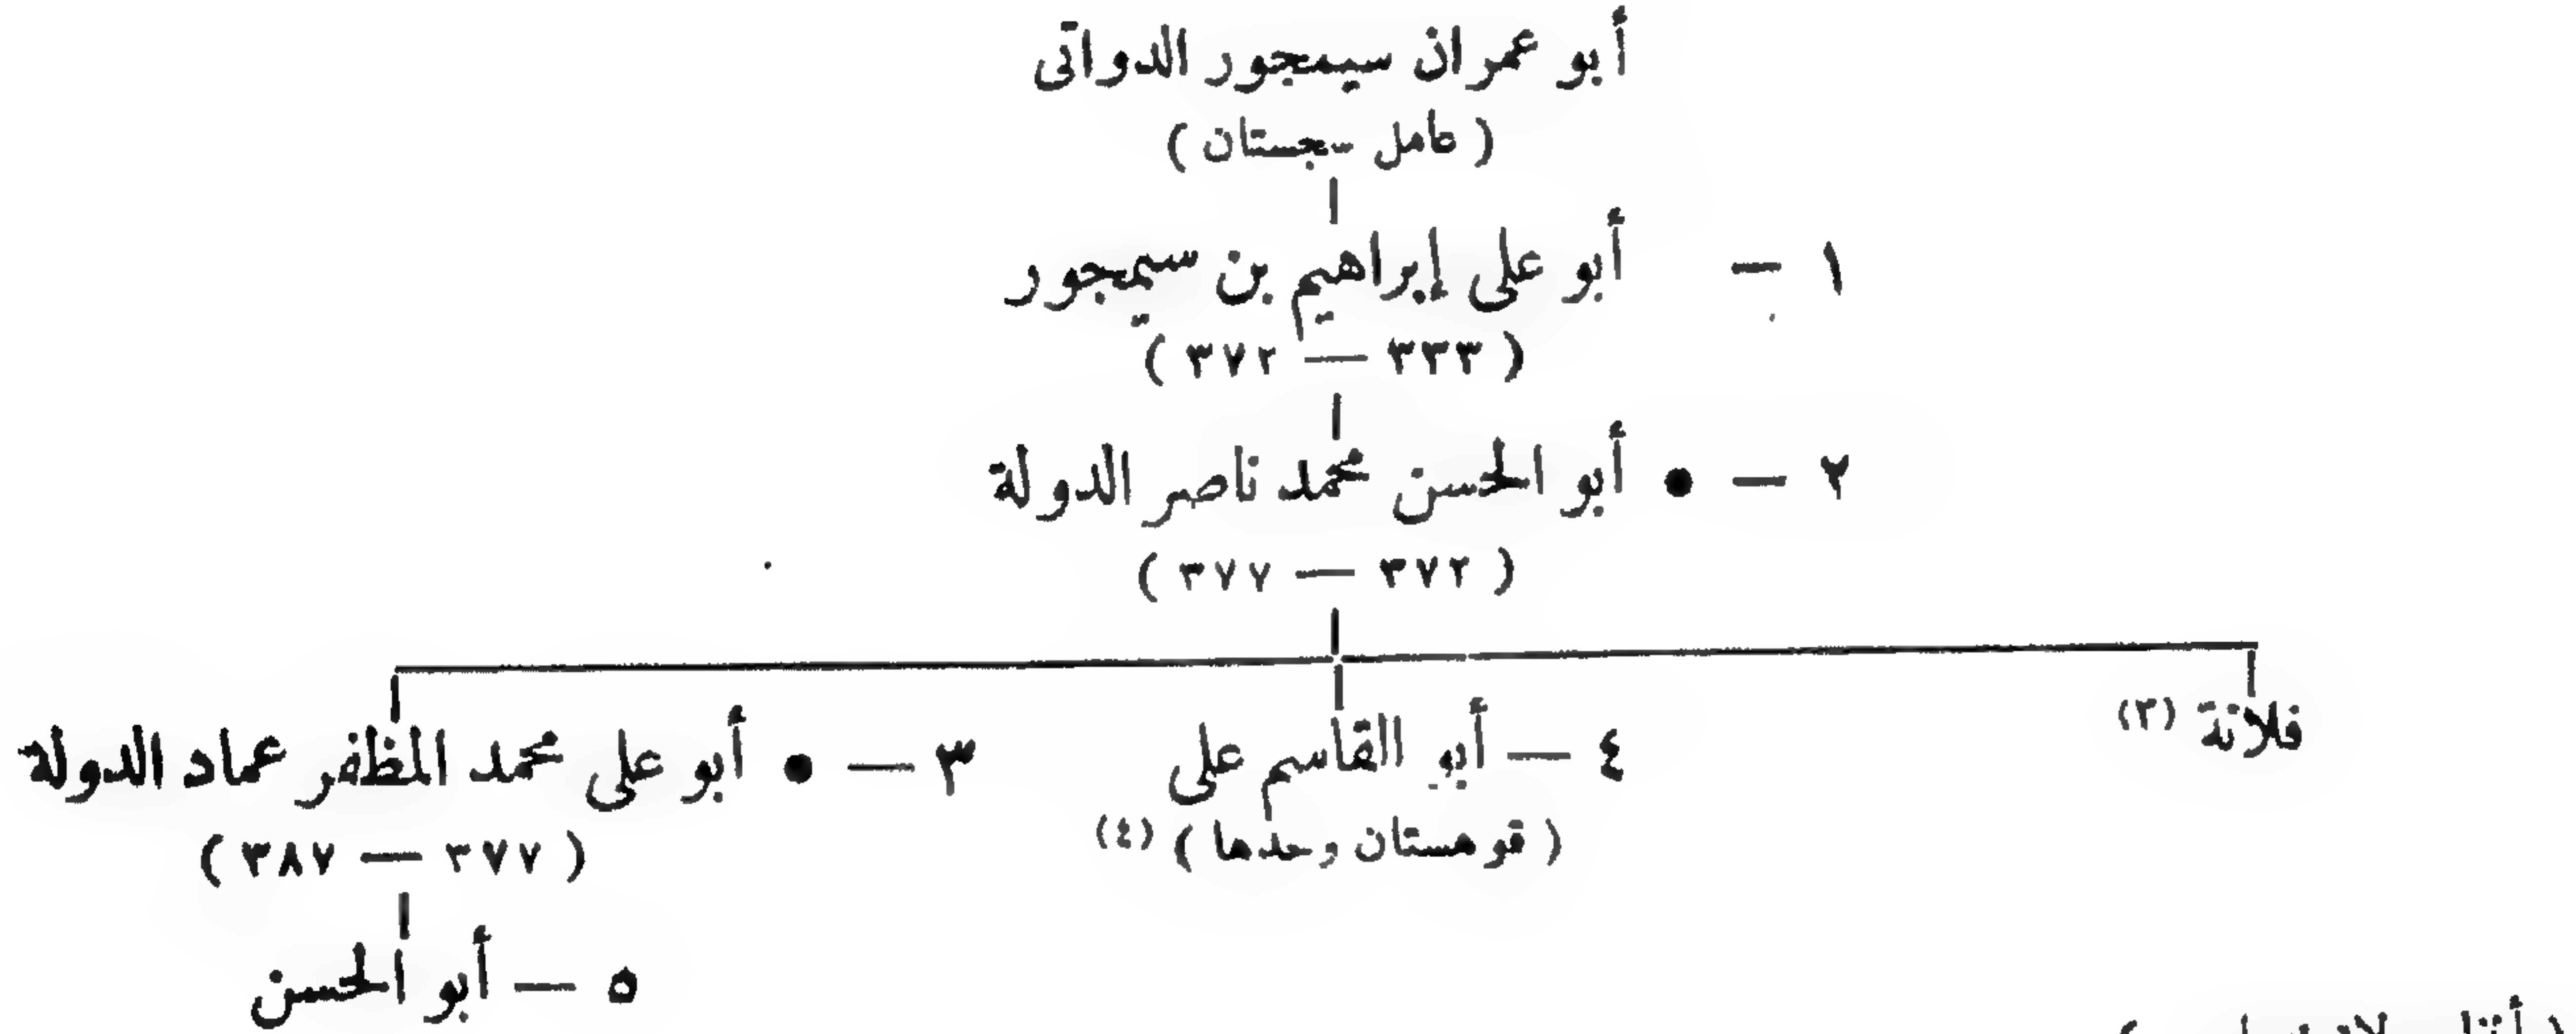 أبو عمران سيمجور الدواتى
( عامل سجستان )
١ — أبو على إبراهيم بن سيمجور
( ٣٣٣ — ٣٧٢ )
٢ — • أبو الحسن محمد ناصر الدولة
( ٣٧٢ — ٣٧٧ )
فلانة (٣)
٤ — أبو القاسم على
( قوهستان وحدها ) (٤)
٣ — • أبو على محمد المظفر عماد الدولة
( ٣٧٧ — ٣٨٧ )
٥ — أبو الحسن